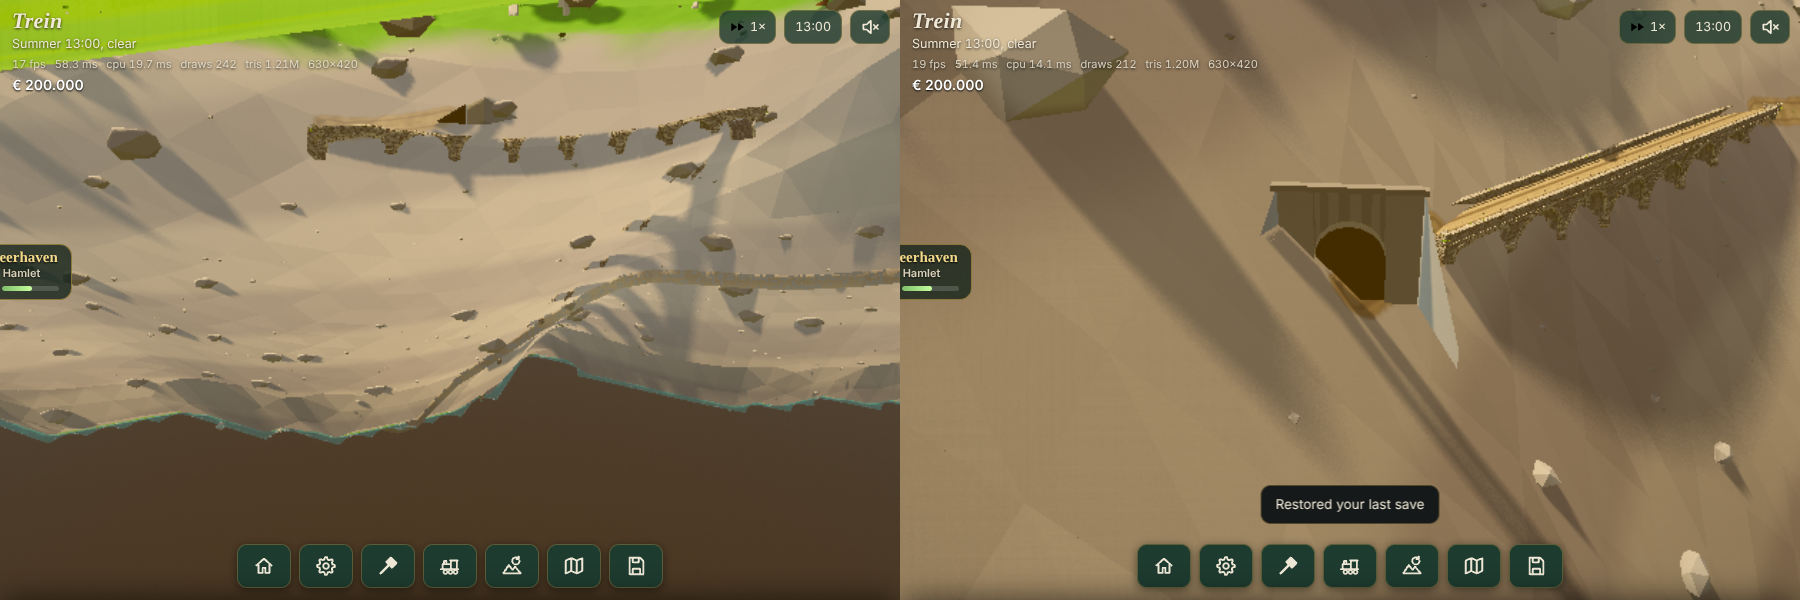 Trein
Summer 13:00, clear
17 fps 58.3 ms cpu 19.7 ms draws 242 tris 1.21M 630×420
€ 200.000
1×
13:00
eerhaven
Hamlet
Trein
Summer 13:00, clear
19 fps 51.4 ms cpu 14.1 ms draws 212 tris 1.20M 630×420
€ 200.000
1×
13:00
eerhaven
Hamlet
Restored your last save